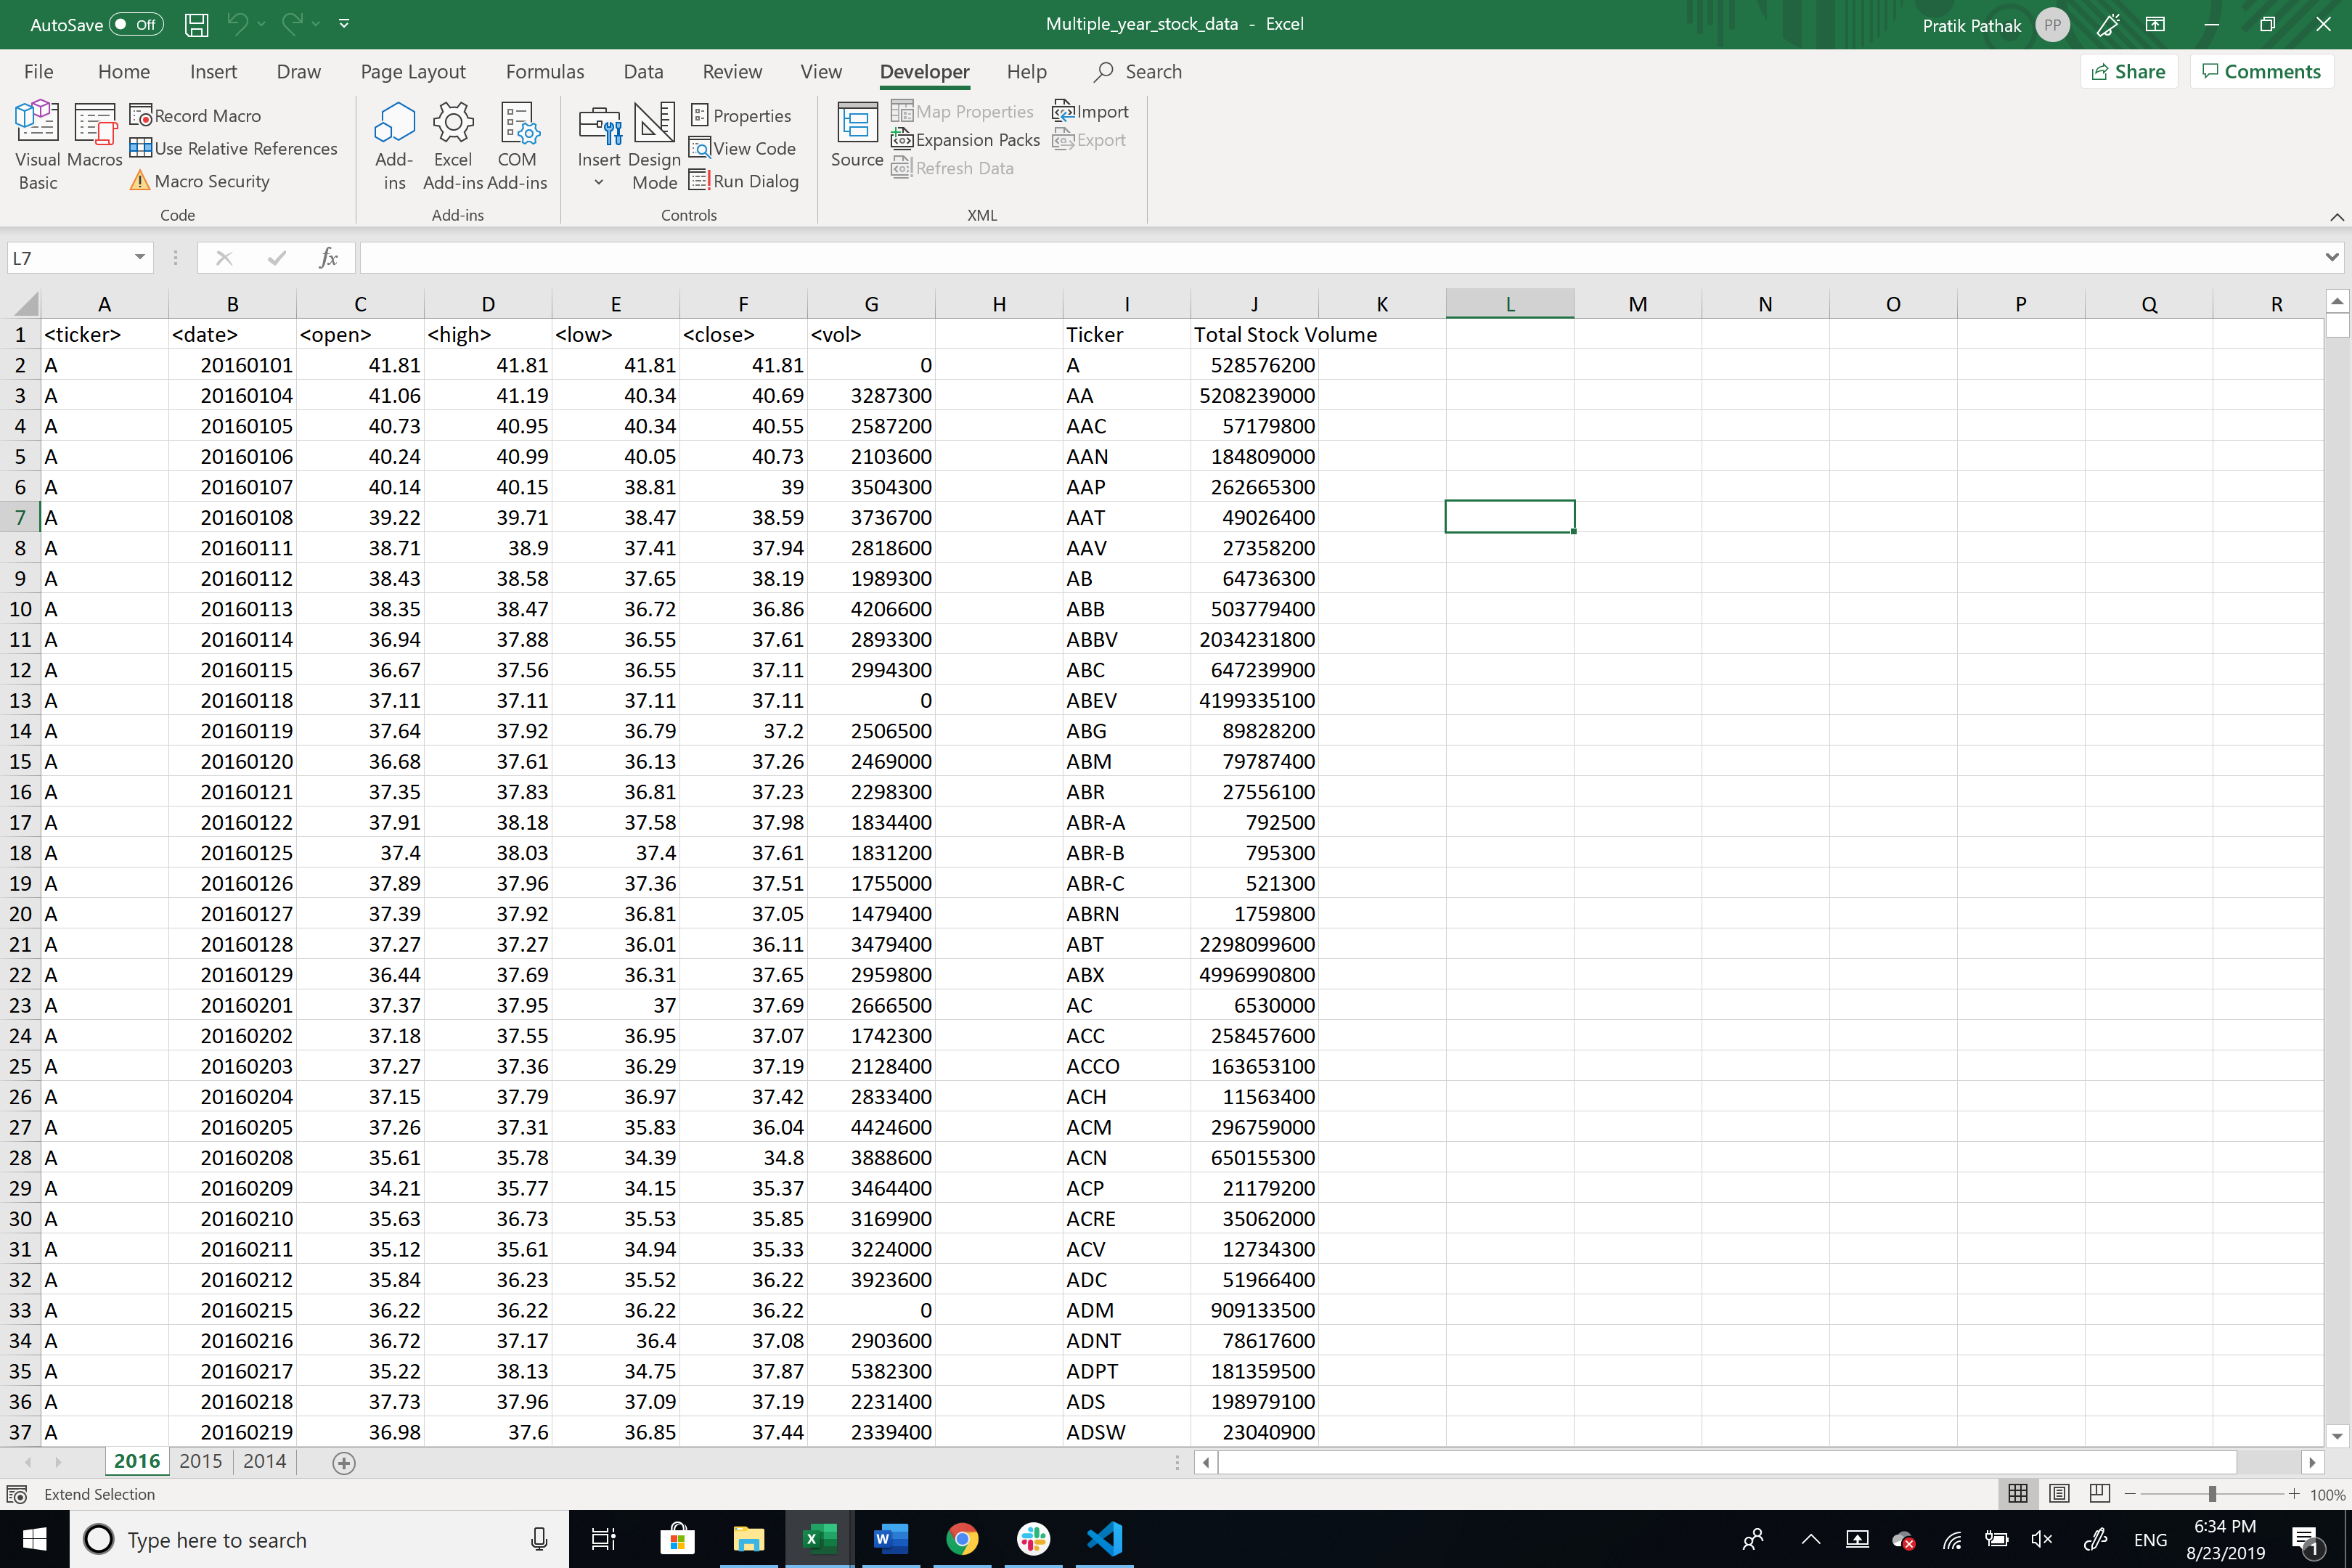 AutoSave Off Multiple_year_stock_data - Excel Pratik Pathak PP
File Home Insert Draw Page Layout Formulas Data Review View Developer Help Search Share Comments
Visual Basic
Macros
Record Macro
Use Relative References
Macro Security
Code
Add-ins
Excel Add-ins
COM Add-ins
Add-ins
Insert
Design Mode
Properties
View Code
Run Dialog
Controls
Source
Map Properties
Expansion Packs
Refresh Data
Import
Export
XML
L7 fx
A B C D E F G H I J K L M N O P Q R
1 <ticker> <date> <open> <high> <low> <close> <vol> Ticker Total Stock Volume
2 A 20160101 41.81 41.81 41.81 41.81 0 A 528576200
3 A 20160104 41.06 41.19 40.34 40.69 3287300 AA 5208239000
4 A 20160105 40.73 40.95 40.34 40.55 2587200 AAC 57179800
5 A 20160106 40.24 40.99 40.05 40.73 2103600 AAN 184809000
6 A 20160107 40.14 40.15 38.81 39 3504300 AAP 262665300
7 A 20160108 39.22 39.71 38.47 38.59 3736700 AAT 49026400
8 A 20160111 38.71 38.9 37.41 37.94 2818600 AAV 27358200
9 A 20160112 38.43 38.58 37.65 38.19 1989300 AB 64736300
10 A 20160113 38.35 38.47 36.72 36.86 4206600 ABB 503779400
11 A 20160114 36.94 37.88 36.55 37.61 2893300 ABBV 2034231800
12 A 20160115 36.67 37.56 36.55 37.11 2994300 ABC 647239900
13 A 20160118 37.11 37.11 37.11 37.11 0 ABEV 4199335100
14 A 20160119 37.64 37.92 36.79 37.2 2506500 ABG 89828200
15 A 20160120 36.68 37.61 36.13 37.26 2469000 ABM 79787400
16 A 20160121 37.35 37.83 36.81 37.23 2298300 ABR 27556100
17 A 20160122 37.91 38.18 37.58 37.98 1834400 ABR-A 792500
18 A 20160125 37.4 38.03 37.4 37.61 1831200 ABR-B 795300
19 A 20160126 37.89 37.96 37.36 37.51 1755000 ABR-C 521300
20 A 20160127 37.39 37.92 36.81 37.05 1479400 ABRN 1759800
21 A 20160128 37.27 37.27 36.01 36.11 3479400 ABT 2298099600
22 A 20160129 36.44 37.69 36.31 37.65 2959800 ABX 4996990800
23 A 20160201 37.37 37.95 37 37.69 2666500 AC 6530000
24 A 20160202 37.18 37.55 36.95 37.07 1742300 ACC 258457600
25 A 20160203 37.27 37.36 36.29 37.19 2128400 ACCO 163653100
26 A 20160204 37.15 37.79 36.97 37.42 2833400 ACH 11563400
27 A 20160205 37.26 37.31 35.83 36.04 4424600 ACM 296759000
28 A 20160208 35.61 35.78 34.39 34.8 3888600 ACN 650155300
29 A 20160209 34.21 35.77 34.15 35.37 3464400 ACP 21179200
30 A 20160210 35.63 36.73 35.53 35.85 3169900 ACRE 35062000
31 A 20160211 35.12 35.61 34.94 35.33 3224000 ACV 12734300
32 A 20160212 35.84 36.23 35.52 36.22 3923600 ADC 51966400
33 A 20160215 36.22 36.22 36.22 36.22 0 ADM 909133500
34 A 20160216 36.72 37.17 36.4 37.08 2903600 ADNT 78617600
35 A 20160217 35.22 38.13 34.75 37.87 5382300 ADPT 181359500
36 A 20160218 37.73 37.96 37.09 37.19 2231400 ADS 198979100
37 A 20160219 36.98 37.6 36.85 37.44 2339400 ADSW 23040900
2016 2015 2014
Extend Selection 100%
Type here to search ENG 6:34 PM 8/23/2019 1